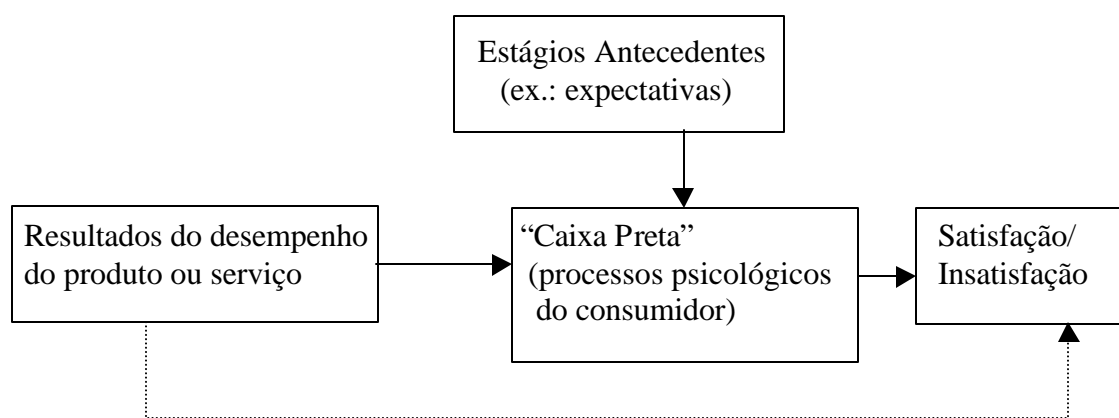 Estágios Antecedentes
(ex.: expectativas)
Resultados do desempenho
do produto ou serviço
“Caixa Preta”
(processos psicológicos
do consumidor)
Satisfação/
Insatisfação